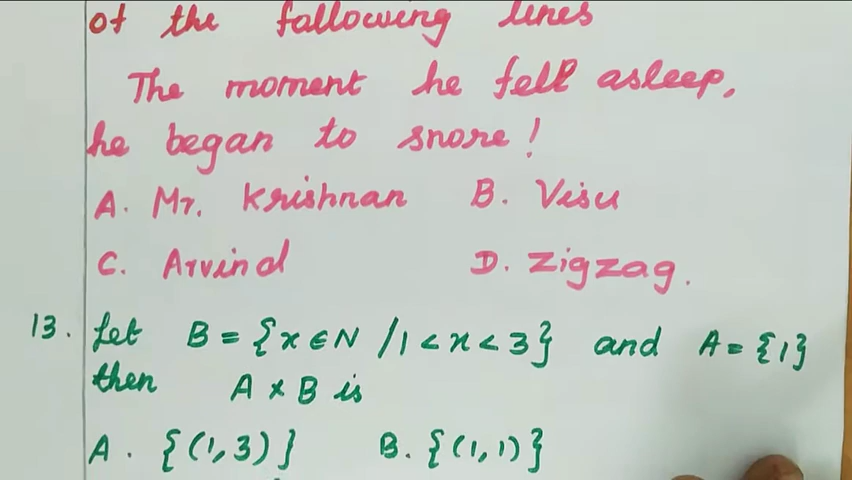 of the following lines
The moment he fell asleep,
he began to snore!
A. Mr. Krishnan B. Visu
C. Arvind D. Zigzag.
13. Let B = {x ∈ N / 1 < x < 3} and A = {1}
then A × B is
A. {(1, 3)} B. {(1, 1)}